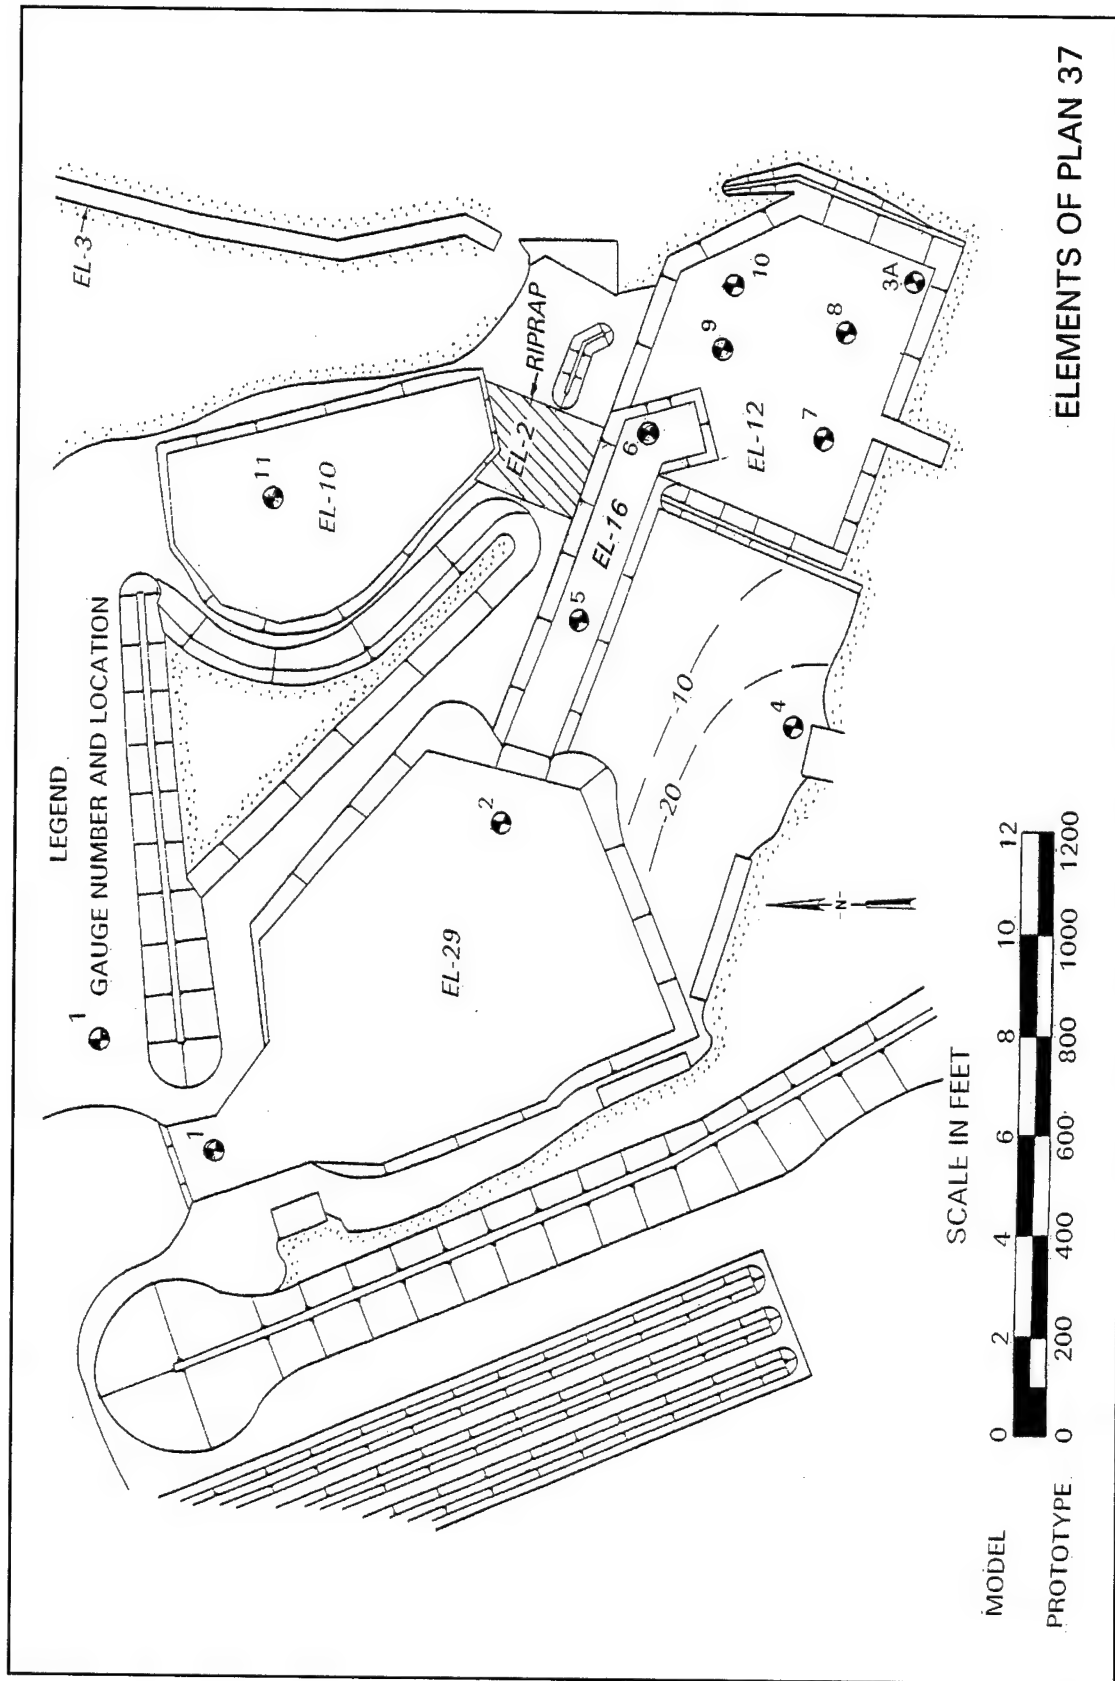 LEGEND
1
GAUGE NUMBER AND LOCATION
EL-3
11
EL-10
RIPRAP
EL-2
1
EL-29
2
5
EL-16
6
9
10
EL-12
7
8
3A
-10
-20
4
-N-
SCALE IN FEET
MODEL 0 2 4 6 8 10 12
PROTOTYPE 0 200 400 600 800 1000 1200
ELEMENTS OF PLAN 37